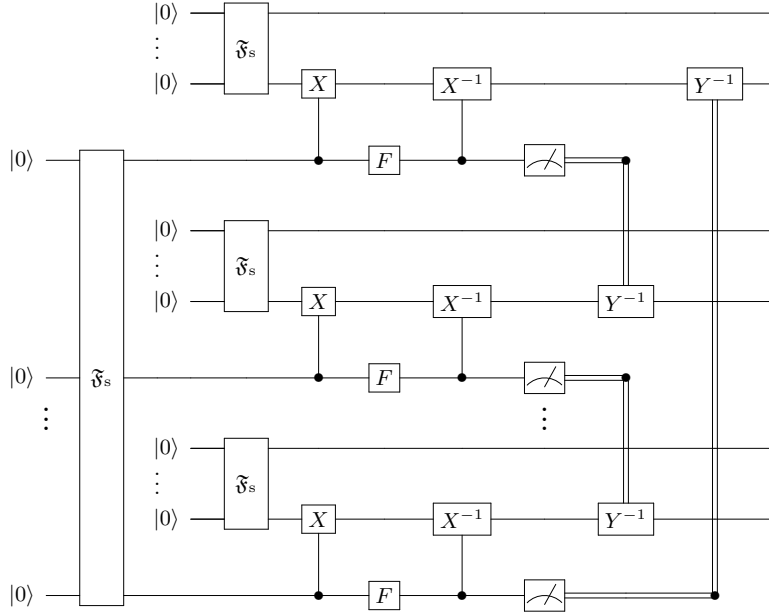 |0⟩
⋮ 𝔉ₛ
|0⟩ X X⁻¹ Y⁻¹
|0⟩ F
|0⟩
⋮ 𝔉ₛ
|0⟩ X X⁻¹ Y⁻¹
|0⟩ 𝔉ₛ F
⋮ ⋮
|0⟩
⋮ 𝔉ₛ
|0⟩ X X⁻¹ Y⁻¹
|0⟩ F